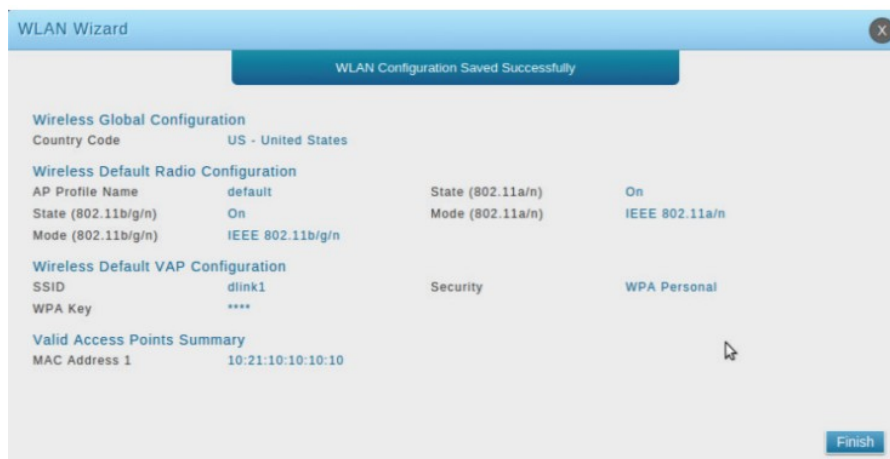 WLAN Wizard
X
WLAN Configuration Saved Successfully
Wireless Global Configuration
Country Code US - United States
Wireless Default Radio Configuration
AP Profile Name default State (802.11a/n) On
State (802.11b/g/n) On Mode (802.11a/n) IEEE 802.11a/n
Mode (802.11b/g/n) IEEE 802.11b/g/n
Wireless Default VAP Configuration
SSID dlink1 Security WPA Personal
WPA Key ****
Valid Access Points Summary
MAC Address 1 10:21:10:10:10:10
Finish